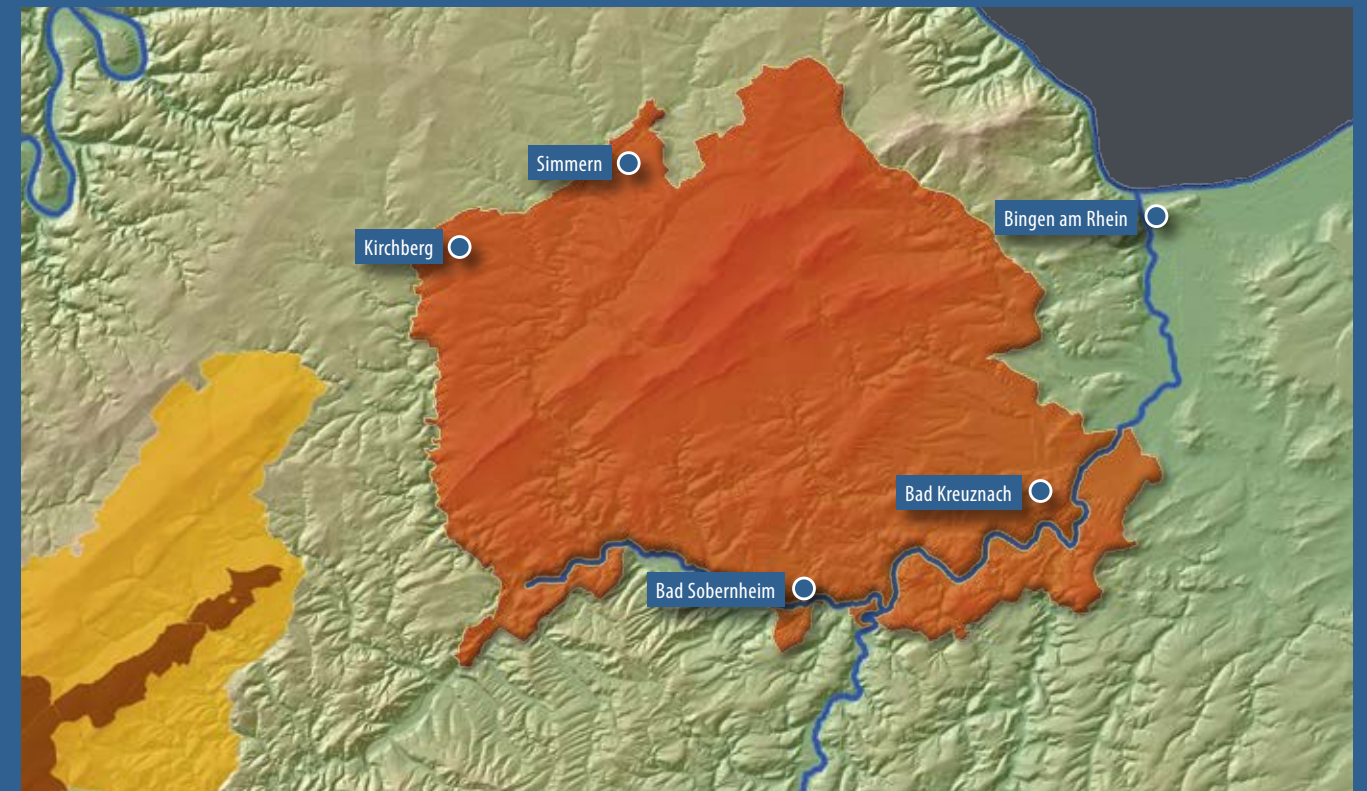 Simmern
Bingen am Rhein
Kirchberg
Bad Kreuznach
Bad Sobernheim